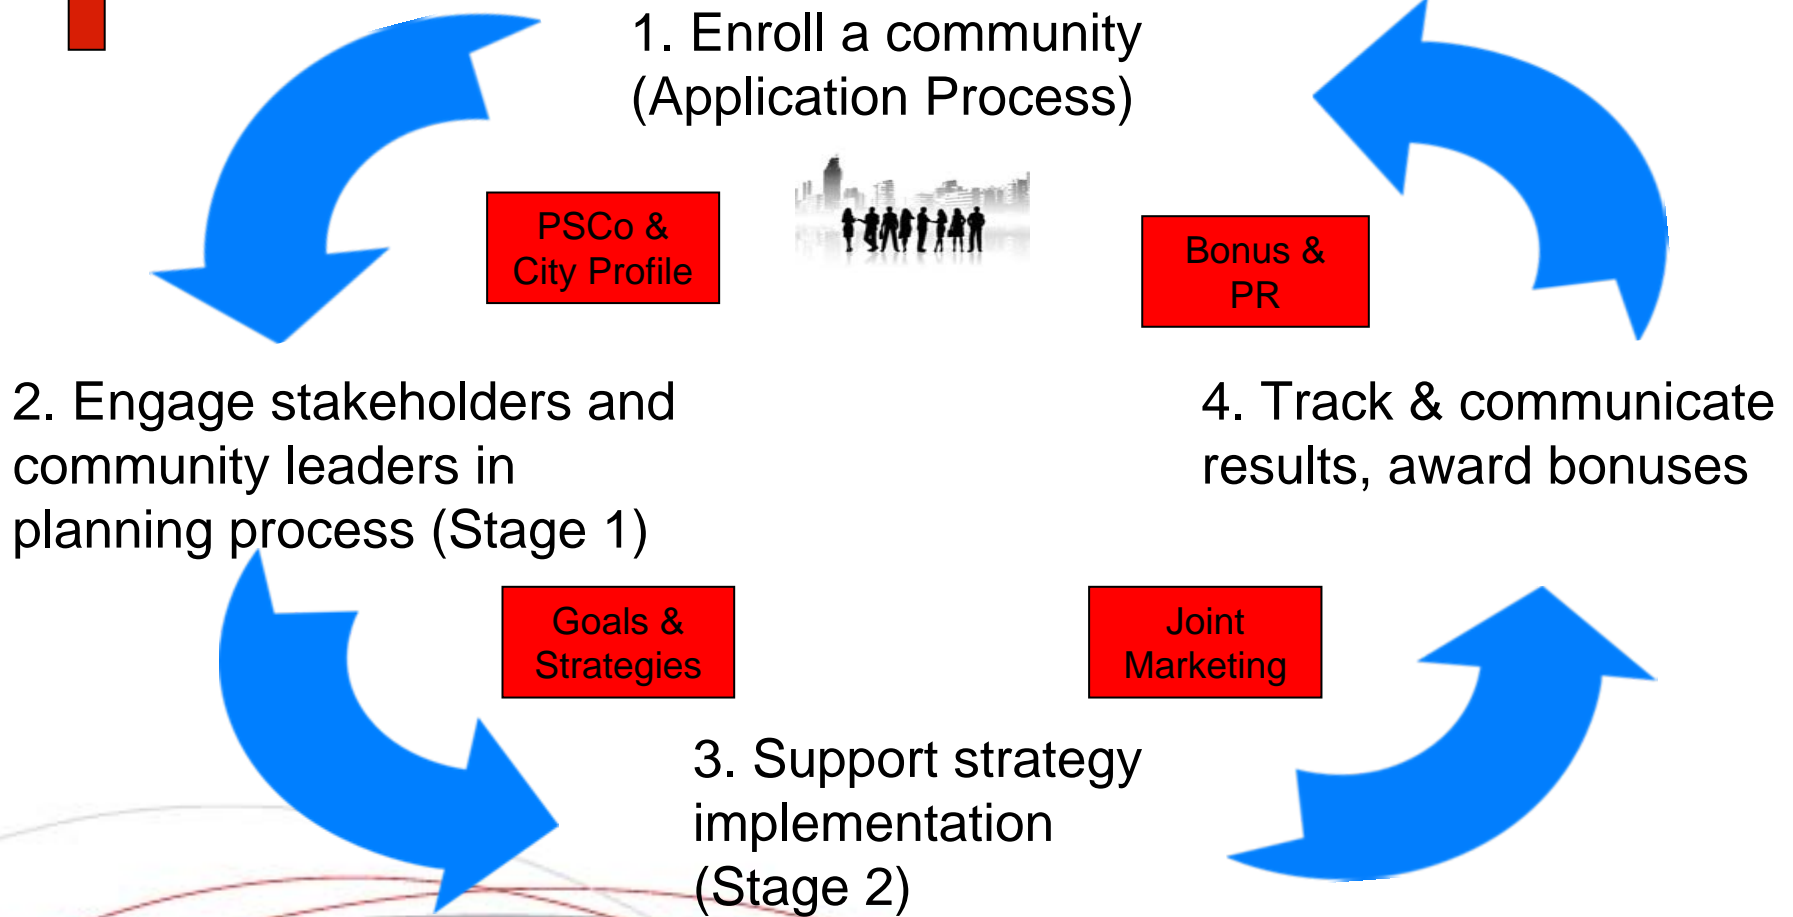 1. Enroll a community
(Application Process)
PSCo &
City Profile
Bonus &
PR
2. Engage stakeholders and
community leaders in
planning process (Stage 1)
4. Track & communicate
results, award bonuses
Goals &
Strategies
Joint
Marketing
3. Support strategy
implementation
(Stage 2)